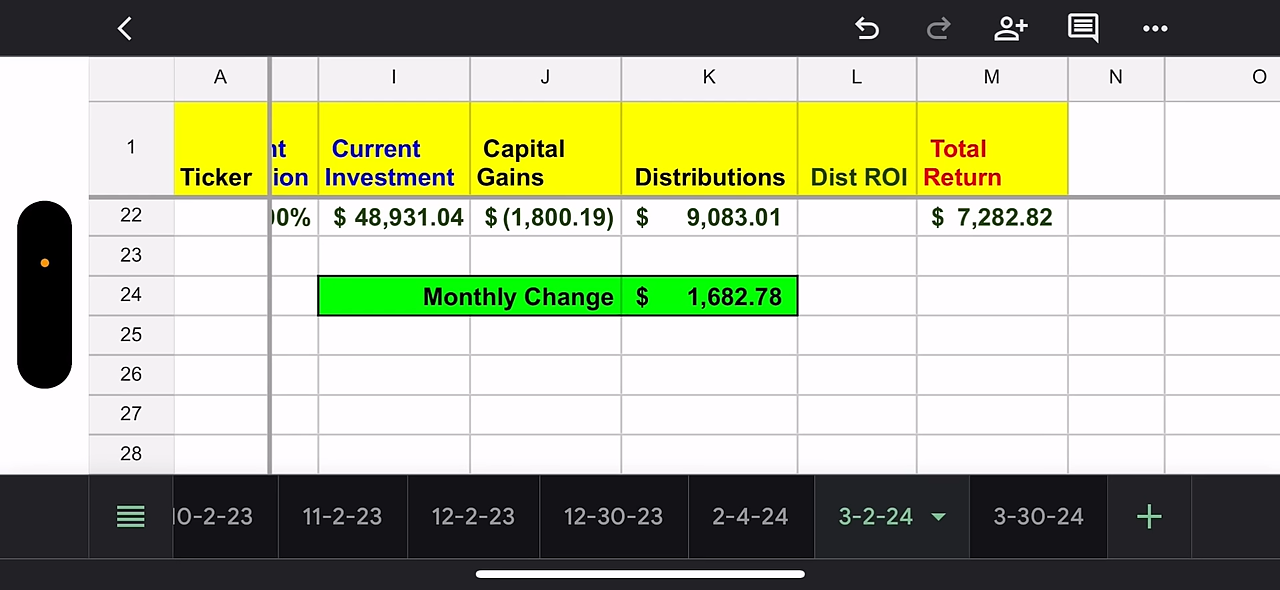 A I J K L M N O
1 Ticker nt ion Current Investment Capital Gains Distributions Dist ROI Total Return
22 00% $ 48,931.04 $ (1,800.19) $ 9,083.01 $ 7,282.82
23
24 Monthly Change $ 1,682.78
25
26
27
28
10-2-23 11-2-23 12-2-23 12-30-23 2-4-24 3-2-24 3-30-24 +